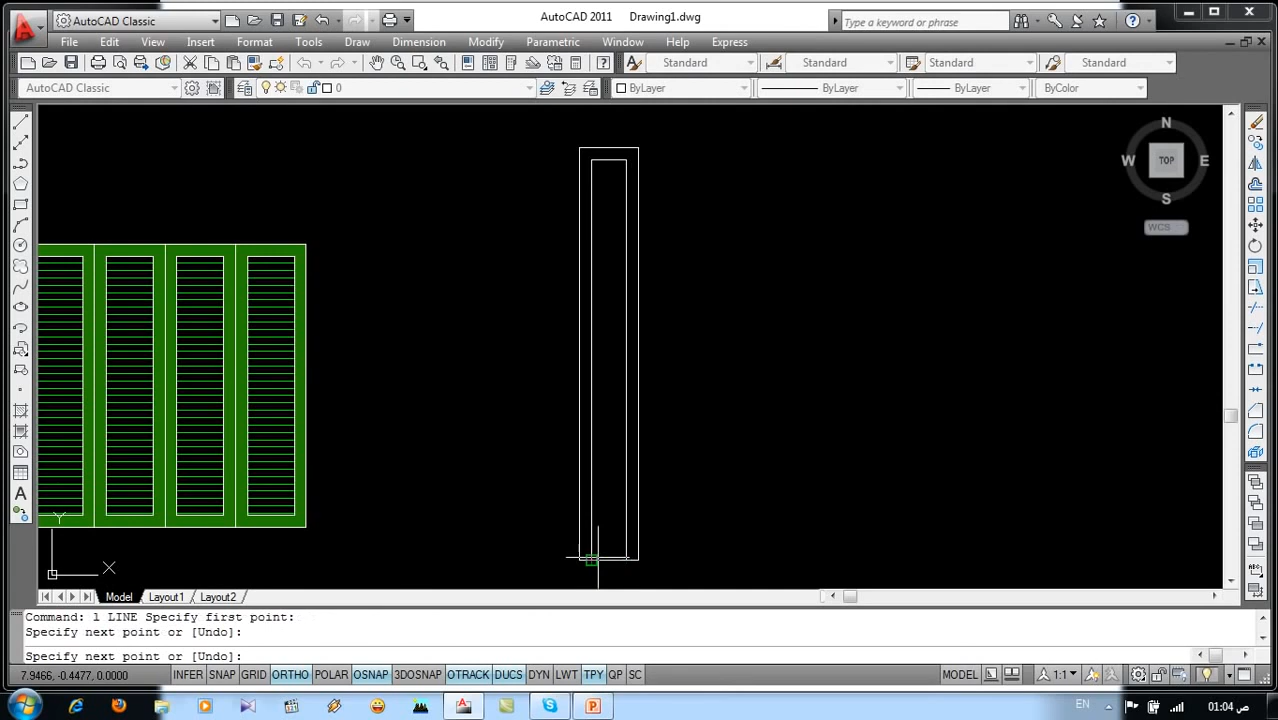 AutoCAD Classic
AutoCAD 2011 Drawing1.dwg
Type a keyword or phrase
File Edit View Insert Format Tools Draw Dimension Modify Parametric Window Help Express
Standard Standard Standard Standard
AutoCAD Classic 0 ByLayer ByLayer ByLayer ByColor
N
W TOP E
S
WCS
Y
X
Model Layout1 Layout2
Command: l LINE Specify first point:
Specify next point or [Undo]:
Specify next point or [Undo]:
7.9466, -0.4477, 0.0000 INFER SNAP GRID ORTHO POLAR OSNAP 3DOSNAP OTRACK DUCS DYN LWT TPY QP SC MODEL 1:1
EN 01:04 ص